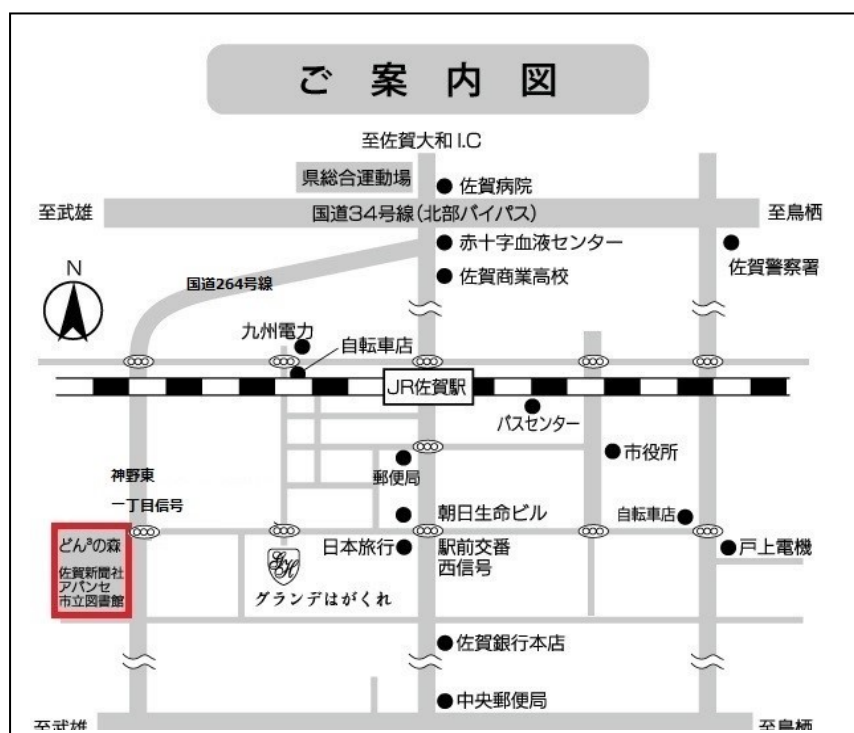 ご案内図
至佐賀大和I.C
県総合運動場
佐賀病院
至武雄
国道34号線(北部バイパス)
至鳥栖
赤十字血液センター
佐賀警察署
佐賀商業高校
国道264号線
N
九州電力
自転車店
JR佐賀駅
バスセンター
市役所
郵便局
神野東
一丁目信号
朝日生命ビル
自転車店
どん³の森
佐賀新聞社
アバンセ
市立図書館
日本旅行
駅前交番
西信号
戸上電機
GH
グランデはがくれ
佐賀銀行本店
中央郵便局
至武雄
至鳥栖